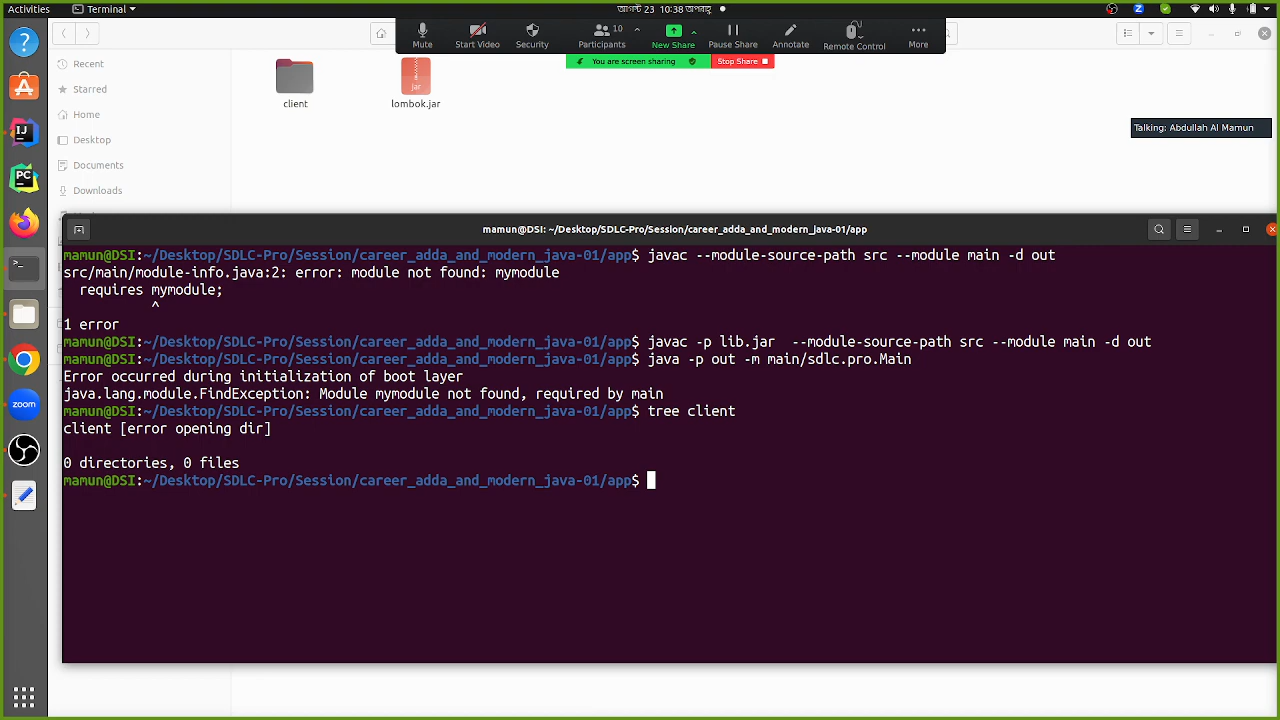 Activities
Terminal
আগস্ট 23 10:38 অপরাহ্ণ
Mute
Start Video
Security
10
Participants
New Share
Pause Share
Annotate
Remote Control
More
You are screen sharing
Stop Share
Talking: Abdullah Al Mamun
Recent
Starred
Home
Desktop
Documents
Downloads
jar
client
lombok.jar
mamun@DSI: ~/Desktop/SDLC-Pro/Session/career_adda_and_modern_java-01/app
mamun@DSI:~/Desktop/SDLC-Pro/Session/career_adda_and_modern_java-01/app$ javac --module-source-path src --module main -d out
src/main/module-info.java:2: error: module not found: mymodule
requires mymodule;
^
1 error
mamun@DSI:~/Desktop/SDLC-Pro/Session/career_adda_and_modern_java-01/app$ javac -p lib.jar  --module-source-path src --module main -d out
mamun@DSI:~/Desktop/SDLC-Pro/Session/career_adda_and_modern_java-01/app$ java -p out -m main/sdlc.pro.Main
Error occurred during initialization of boot layer
java.lang.module.FindException: Module mymodule not found, required by main
mamun@DSI:~/Desktop/SDLC-Pro/Session/career_adda_and_modern_java-01/app$ tree client
client [error opening dir]
0 directories, 0 files
mamun@DSI:~/Desktop/SDLC-Pro/Session/career_adda_and_modern_java-01/app$
IJ
PC
zoom